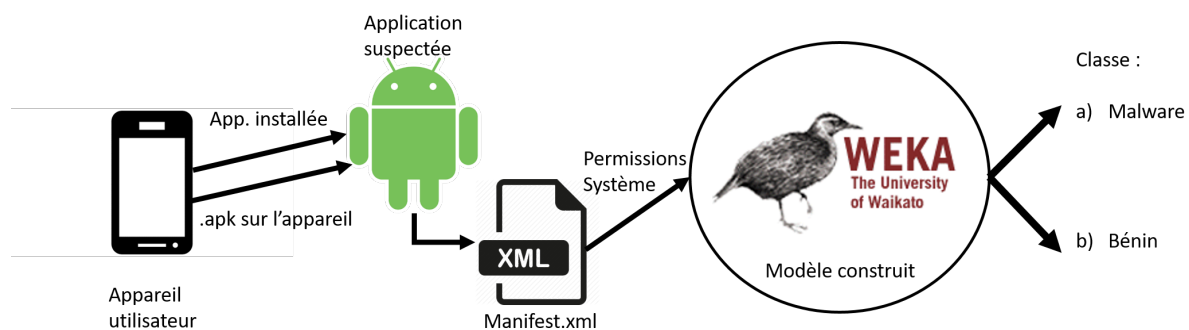 Application
suspectée
Classe :
App. installée
a) Malware
Permissions
Système
WEKA
The University
of Waikato
.apk sur l'appareil
XML
b) Bénin
Modèle construit
Appareil
utilisateur
Manifest.xml